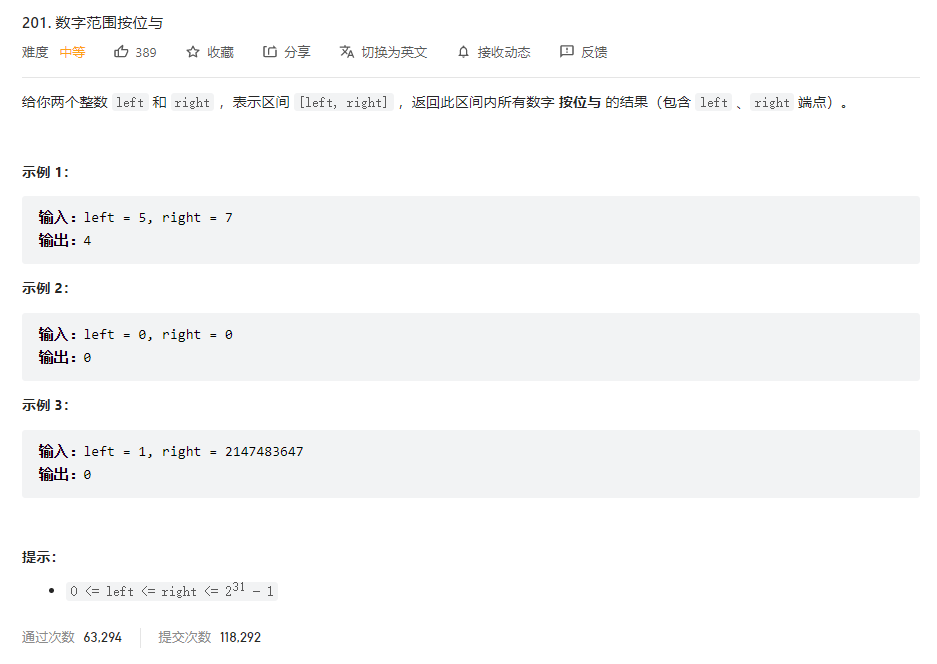 201. 数字范围按位与
难度 中等 389 收藏 分享 切换为英文 接收动态 反馈
给你两个整数 left 和 right ，表示区间 [left, right] ，返回此区间内所有数字 按位与 的结果（包含 left 、right 端点）。
示例 1：
输入：left = 5, right = 7
输出：4
示例 2：
输入：left = 0, right = 0
输出：0
示例 3：
输入：left = 1, right = 2147483647
输出：0
提示：
• 0 <= left <= right <= 2³¹ - 1
通过次数 63,294 提交次数 118,292